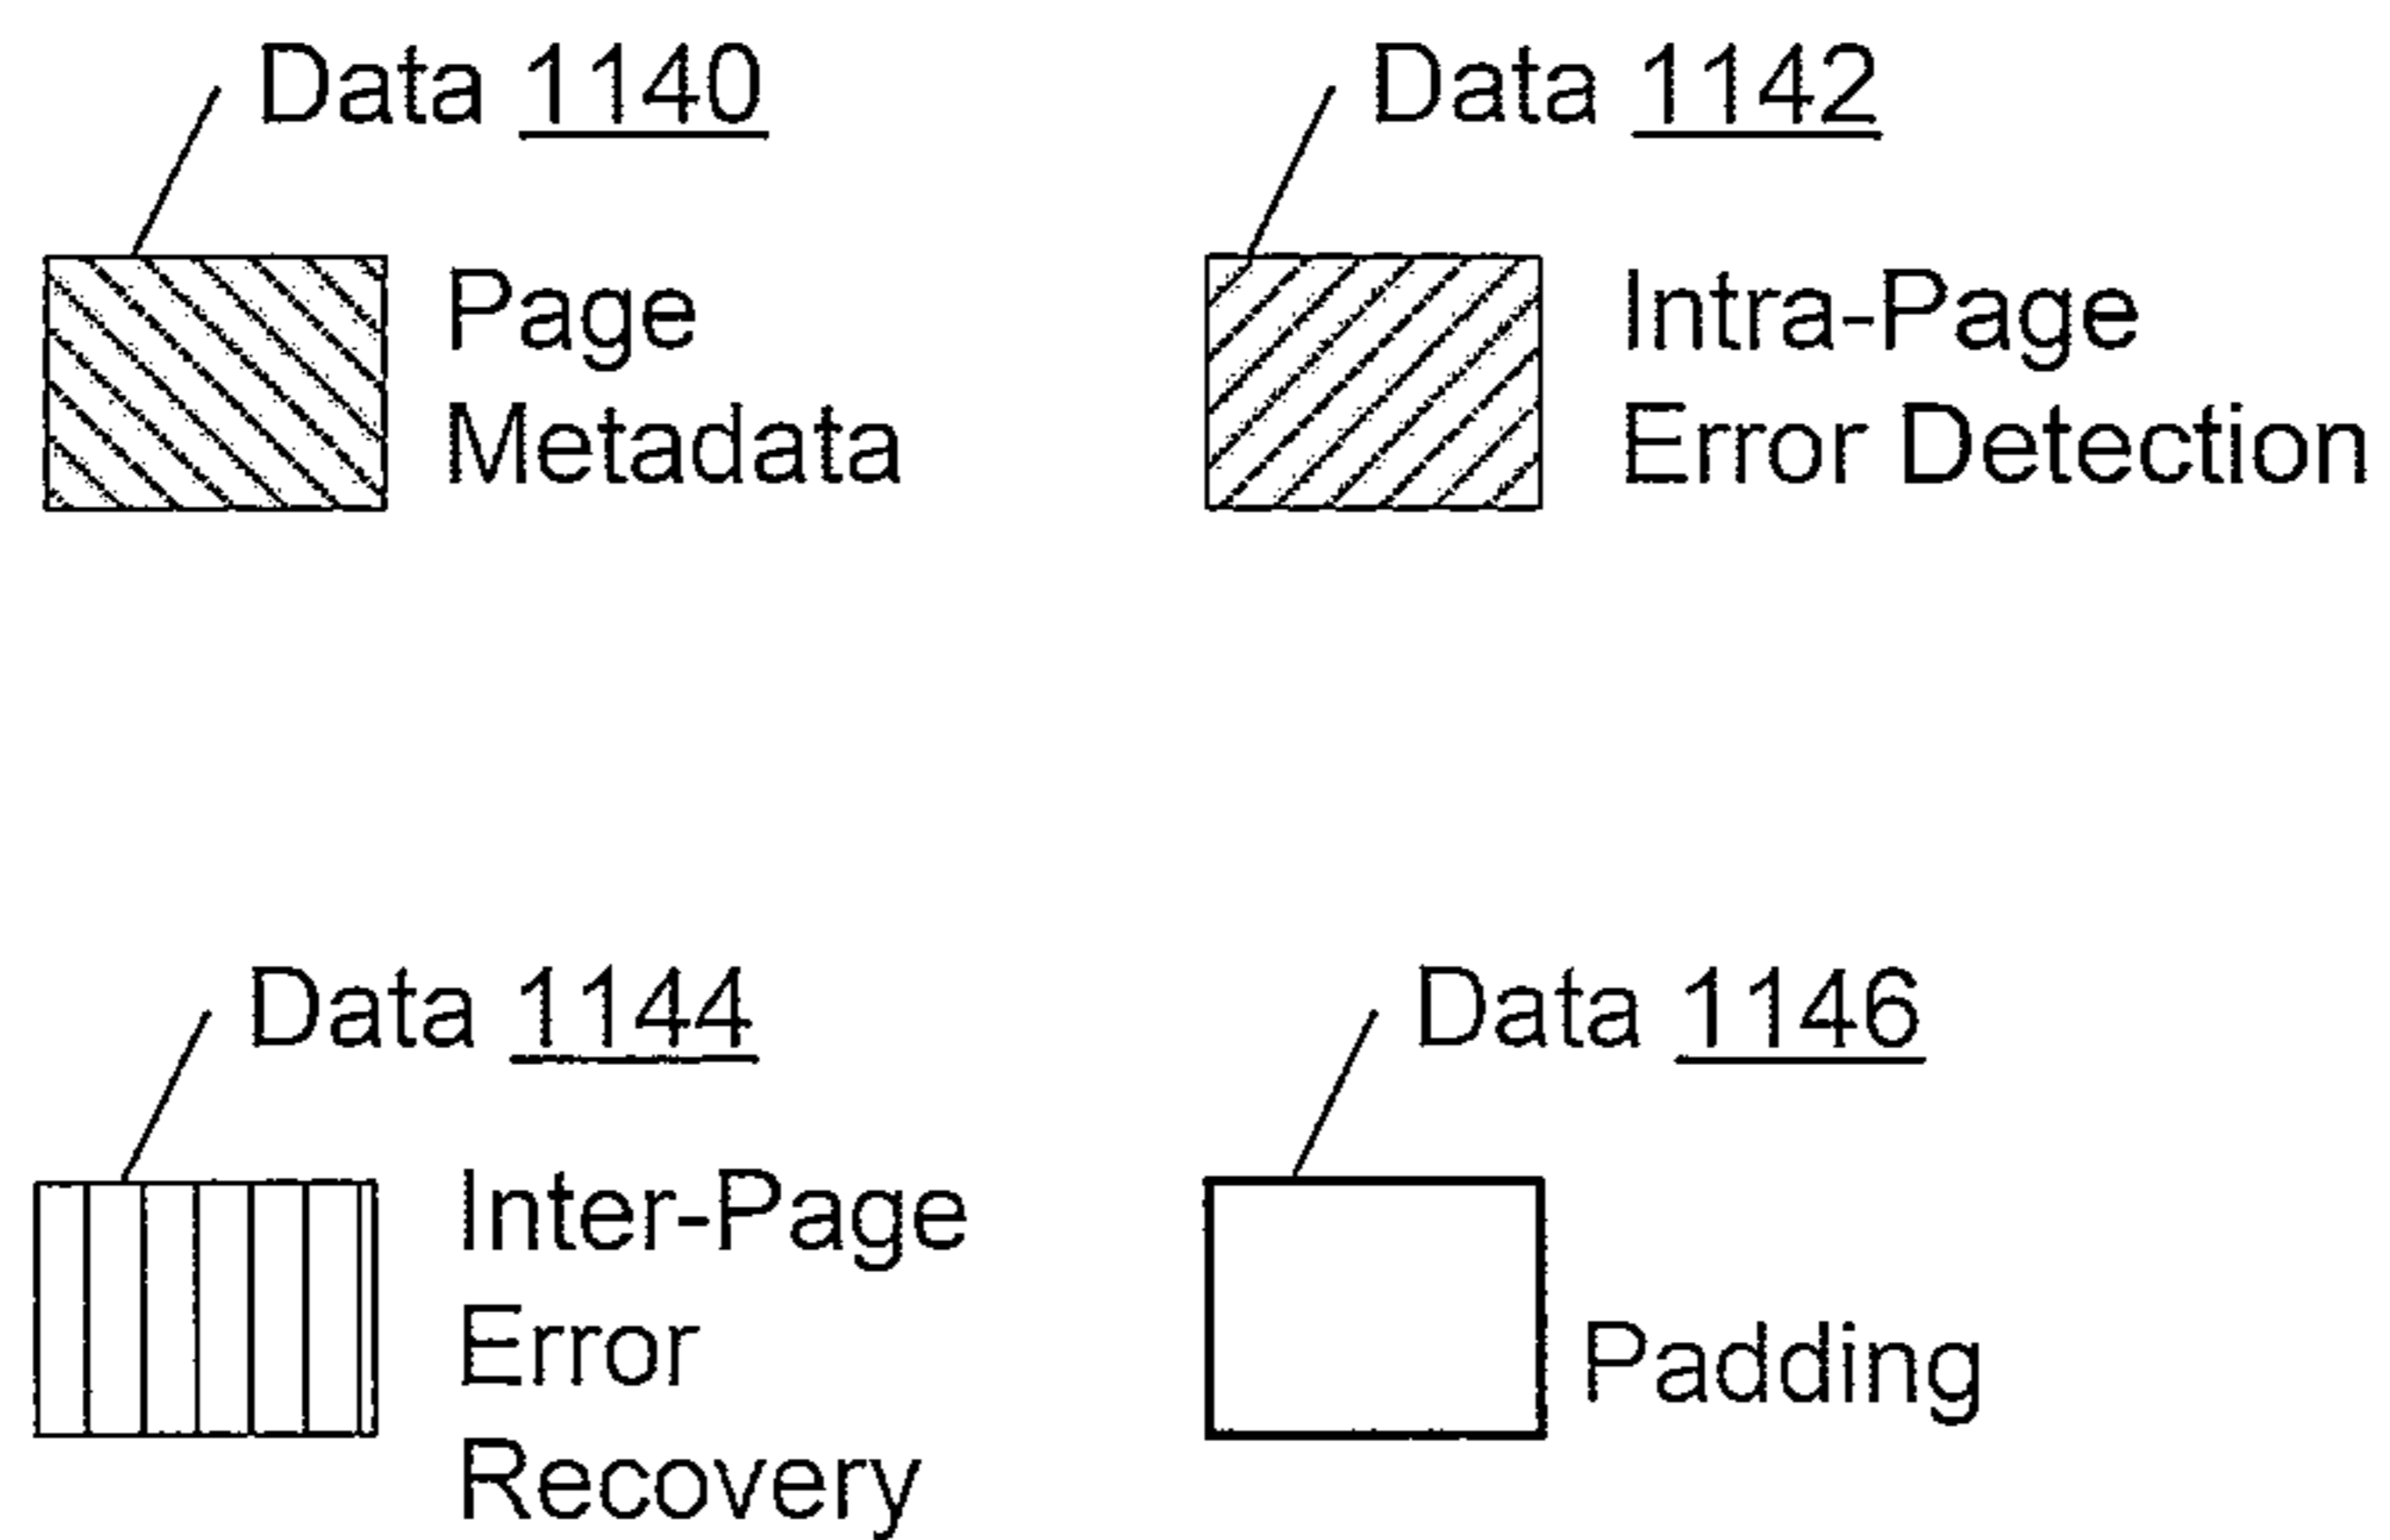 Data 1140
Page
Metadata
Data 1142
Intra-Page
Error Detection
Data 1144
Inter-Page
Error
Recovery
Data 1146
Padding